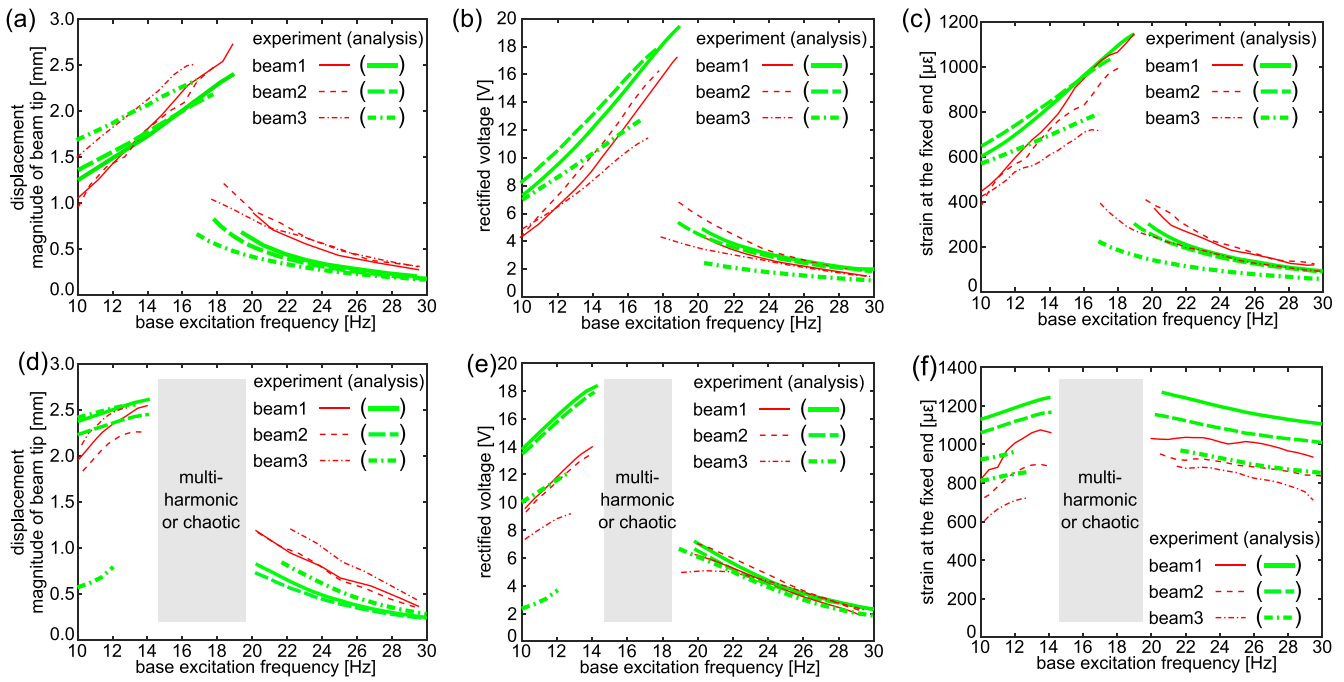 (a)
displacement
magnitude of beam tip [mm]
3.0
2.5
2.0
1.5
1.0
0.5
0.0
experiment (analysis)
beam1 ( )
beam2 ( )
beam3 ( )
10 12 14 16 18 20 22 24 26 28 30
base excitation frequency [Hz]
(b)
rectified voltage [V]
20
18
16
14
12
10
8
6
4
2
0
experiment (analysis)
beam1 ( )
beam2 ( )
beam3 ( )
10 12 14 16 18 20 22 24 26 28 30
base excitation frequency [Hz]
(c)
strain at the fixed end [με]
1200
1000
800
600
400
200
0
experiment (analysis)
beam1 ( )
beam2 ( )
beam3 ( )
10 12 14 16 18 20 22 24 26 28 30
base excitation frequency [Hz]
(d)
displacement
magnitude of beam tip [mm]
3.0
2.5
2.0
1.5
1.0
0.5
0.0
experiment (analysis)
beam1 ( )
beam2 ( )
beam3 ( )
multi-
harmonic
or chaotic
10 12 14 16 18 20 22 24 26 28 30
base excitation frequency [Hz]
(e)
rectified voltage [V]
20
18
16
14
12
10
8
6
4
2
0
experiment (analysis)
beam1 ( )
beam2 ( )
beam3 ( )
multi-
harmonic
or chaotic
10 12 14 16 18 20 22 24 26 28 30
base excitation frequency [Hz]
(f)
strain at the fixed end [με]
1400
1200
1000
800
600
400
200
0
multi-
harmonic
or chaotic
experiment (analysis)
beam1 ( )
beam2 ( )
beam3 ( )
10 12 14 16 18 20 22 24 26 28 30
base excitation frequency [Hz]